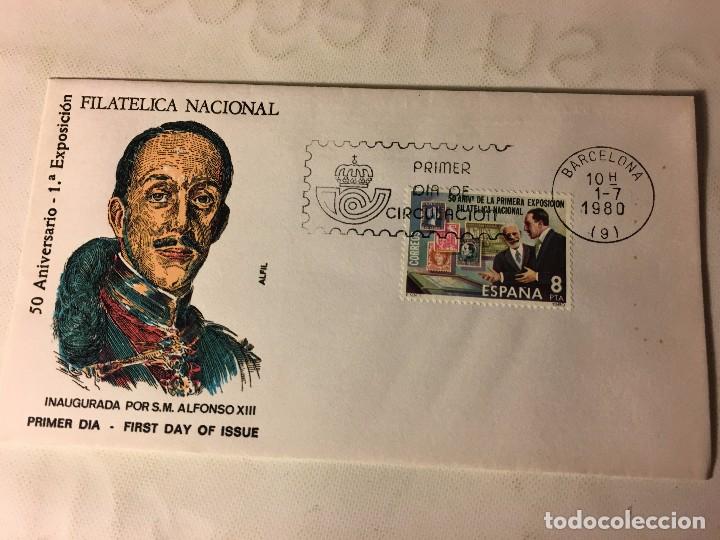 50 Aniversario - 1.ª Exposición
FILATELICA NACIONAL
ALFIL
INAUGURADA POR S.M. ALFONSO XIII
PRIMER DIA - FIRST DAY OF ISSUE
PRIMER
DIA DE
CIRCULACION
BARCELONA
10 H
1-7
1980
(9)
50 ANIVº DE LA PRIMERA EXPOSICION
FILATELICA NACIONAL
CORREOS
ESPAÑA 8
PTA
todocoleccion